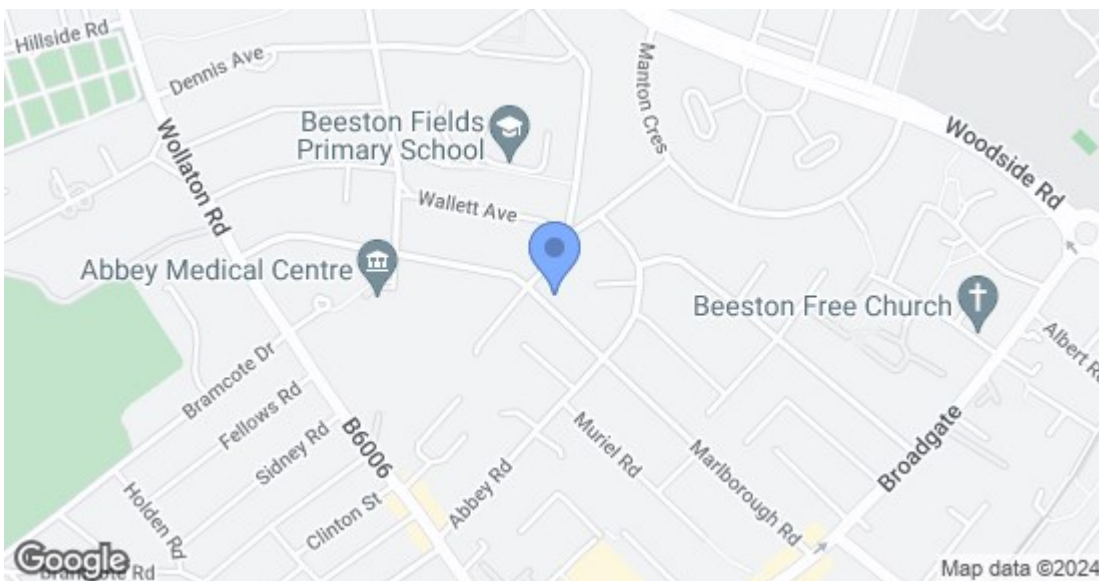 Hillside Rd
Dennis Ave
Manton Cres
Beeston Fields
Primary School
Woodside Rd
Wollaton Rd
Wallett Ave
Abbey Medical Centre
Beeston Free Church
Albert R
Bramcote Dr
Fellows Rd
Sidney Rd
B6006
Muriel Rd
Marlborough Rd
Broadgate
Holden Rd
Clinton St
Abbey Rd
Google
Bramcote Rd
Map data ©2024